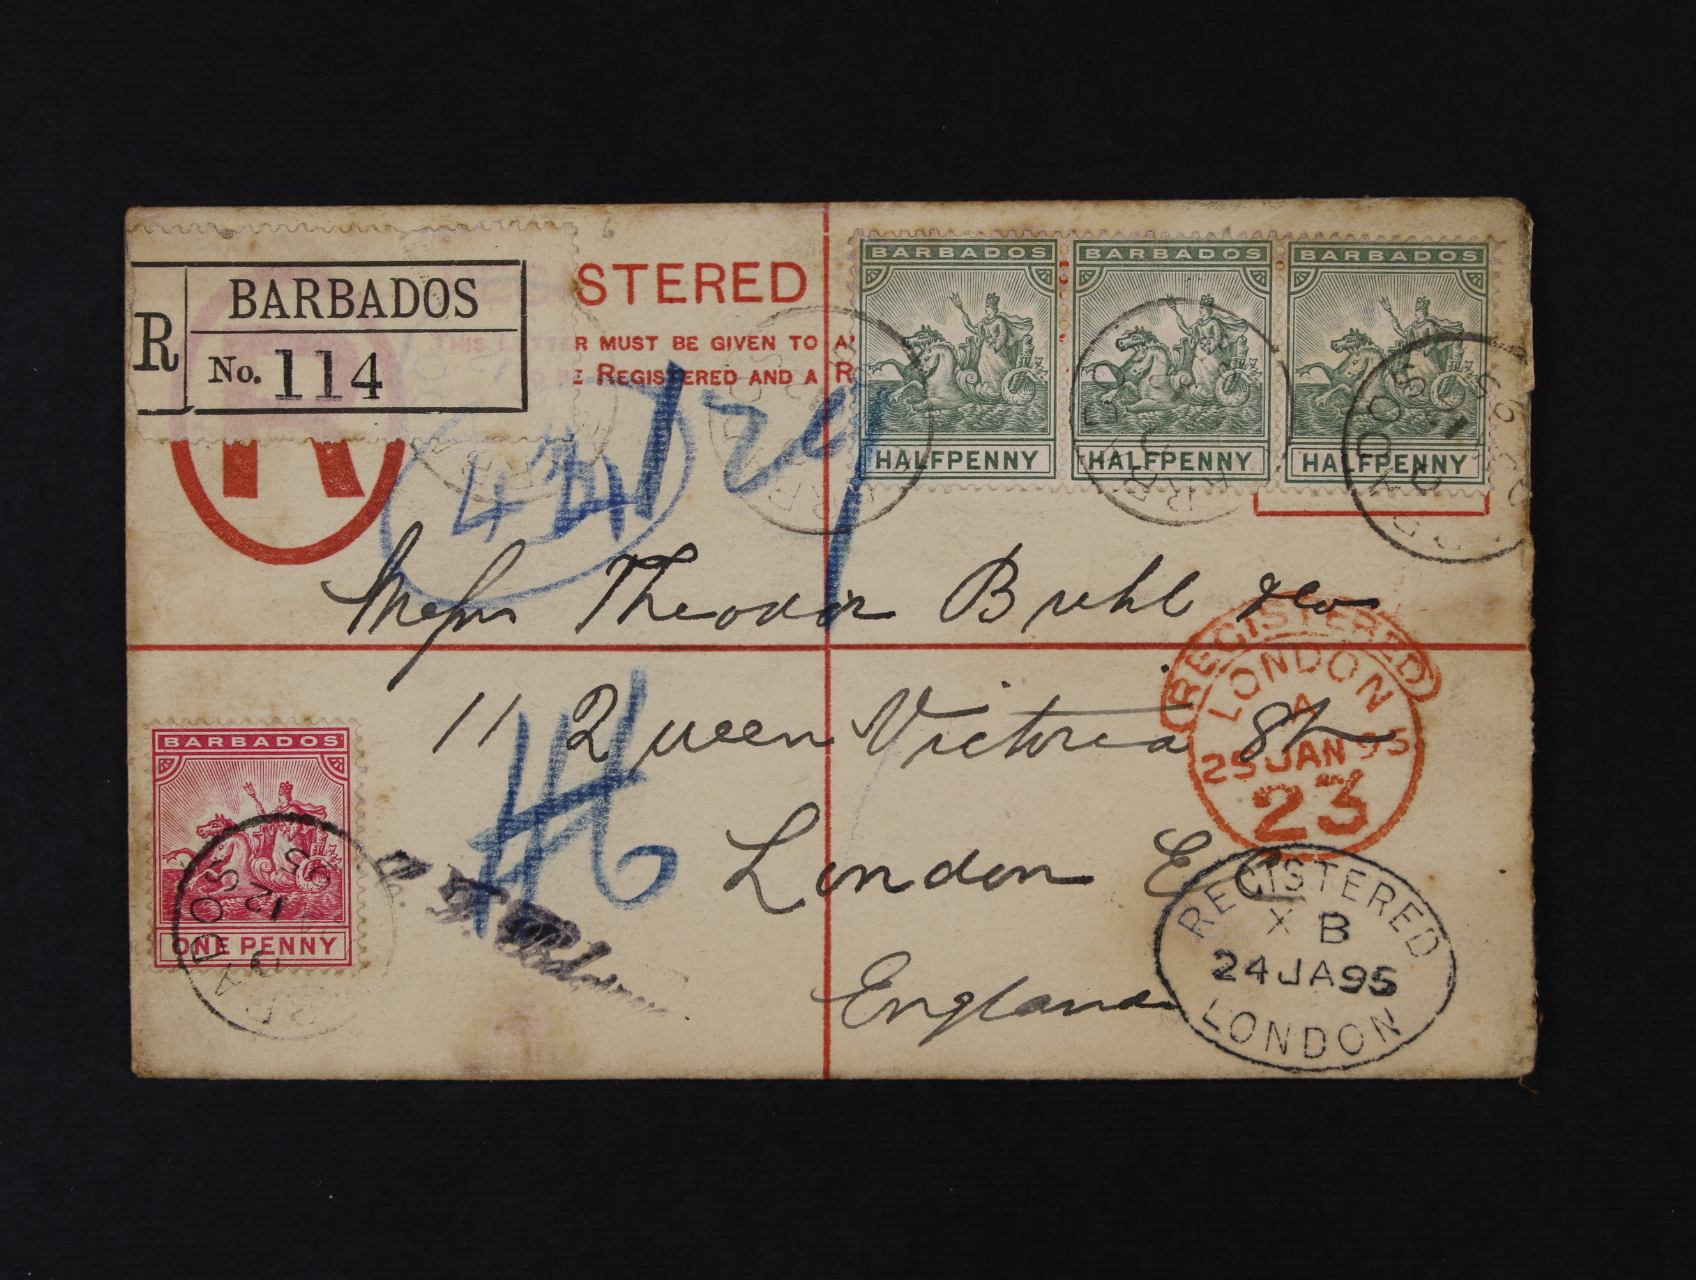 R BARBADOS
No. 114
STERED
R MUST BE GIVEN TO A
E REGISTERED AND A R
BARBADOS
HALFPENNY
BARBADOS
HALFPENNY
BARBADOS
HALFPENNY
R
Messrs Theodor Buhl & Co
11 Queen Victoria St
London E C
England
BARBADOS
ONE PENNY
REGISTERED
LONDON
A
25 JAN 95
23
REGISTERED
X B
24 JA 95
LONDON